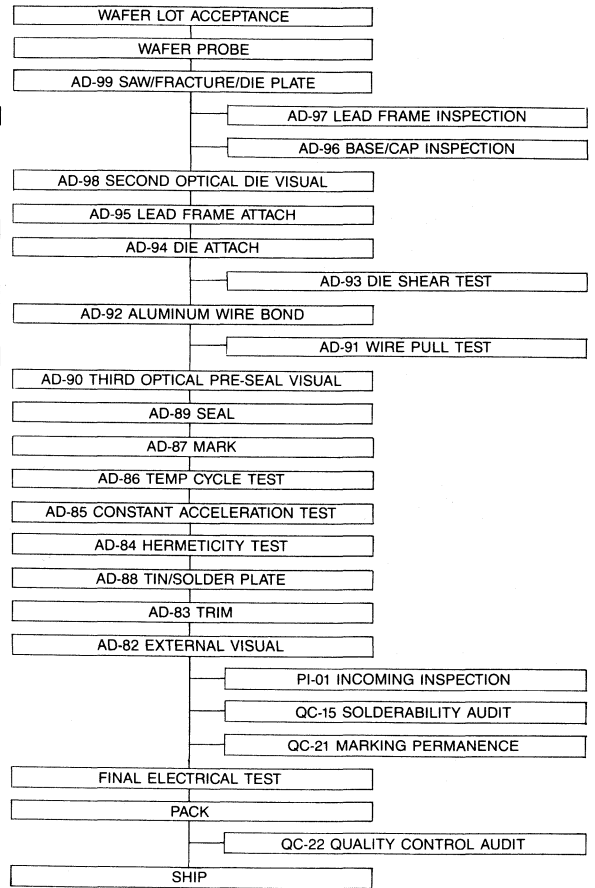 WAFER LOT ACCEPTANCE
WAFER PROBE
AD-99 SAW/FRACTURE/DIE PLATE
AD-97 LEAD FRAME INSPECTION
AD-96 BASE/CAP INSPECTION
AD-98 SECOND OPTICAL DIE VISUAL
AD-95 LEAD FRAME ATTACH
AD-94 DIE ATTACH
AD-93 DIE SHEAR TEST
AD-92 ALUMINUM WIRE BOND
AD-91 WIRE PULL TEST
AD-90 THIRD OPTICAL PRE-SEAL VISUAL
AD-89 SEAL
AD-87 MARK
AD-86 TEMP CYCLE TEST
AD-85 CONSTANT ACCELERATION TEST
AD-84 HERMETICITY TEST
AD-88 TIN/SOLDER PLATE
AD-83 TRIM
AD-82 EXTERNAL VISUAL
PI-01 INCOMING INSPECTION
QC-15 SOLDERABILITY AUDIT
QC-21 MARKING PERMANENCE
FINAL ELECTRICAL TEST
PACK
QC-22 QUALITY CONTROL AUDIT
SHIP